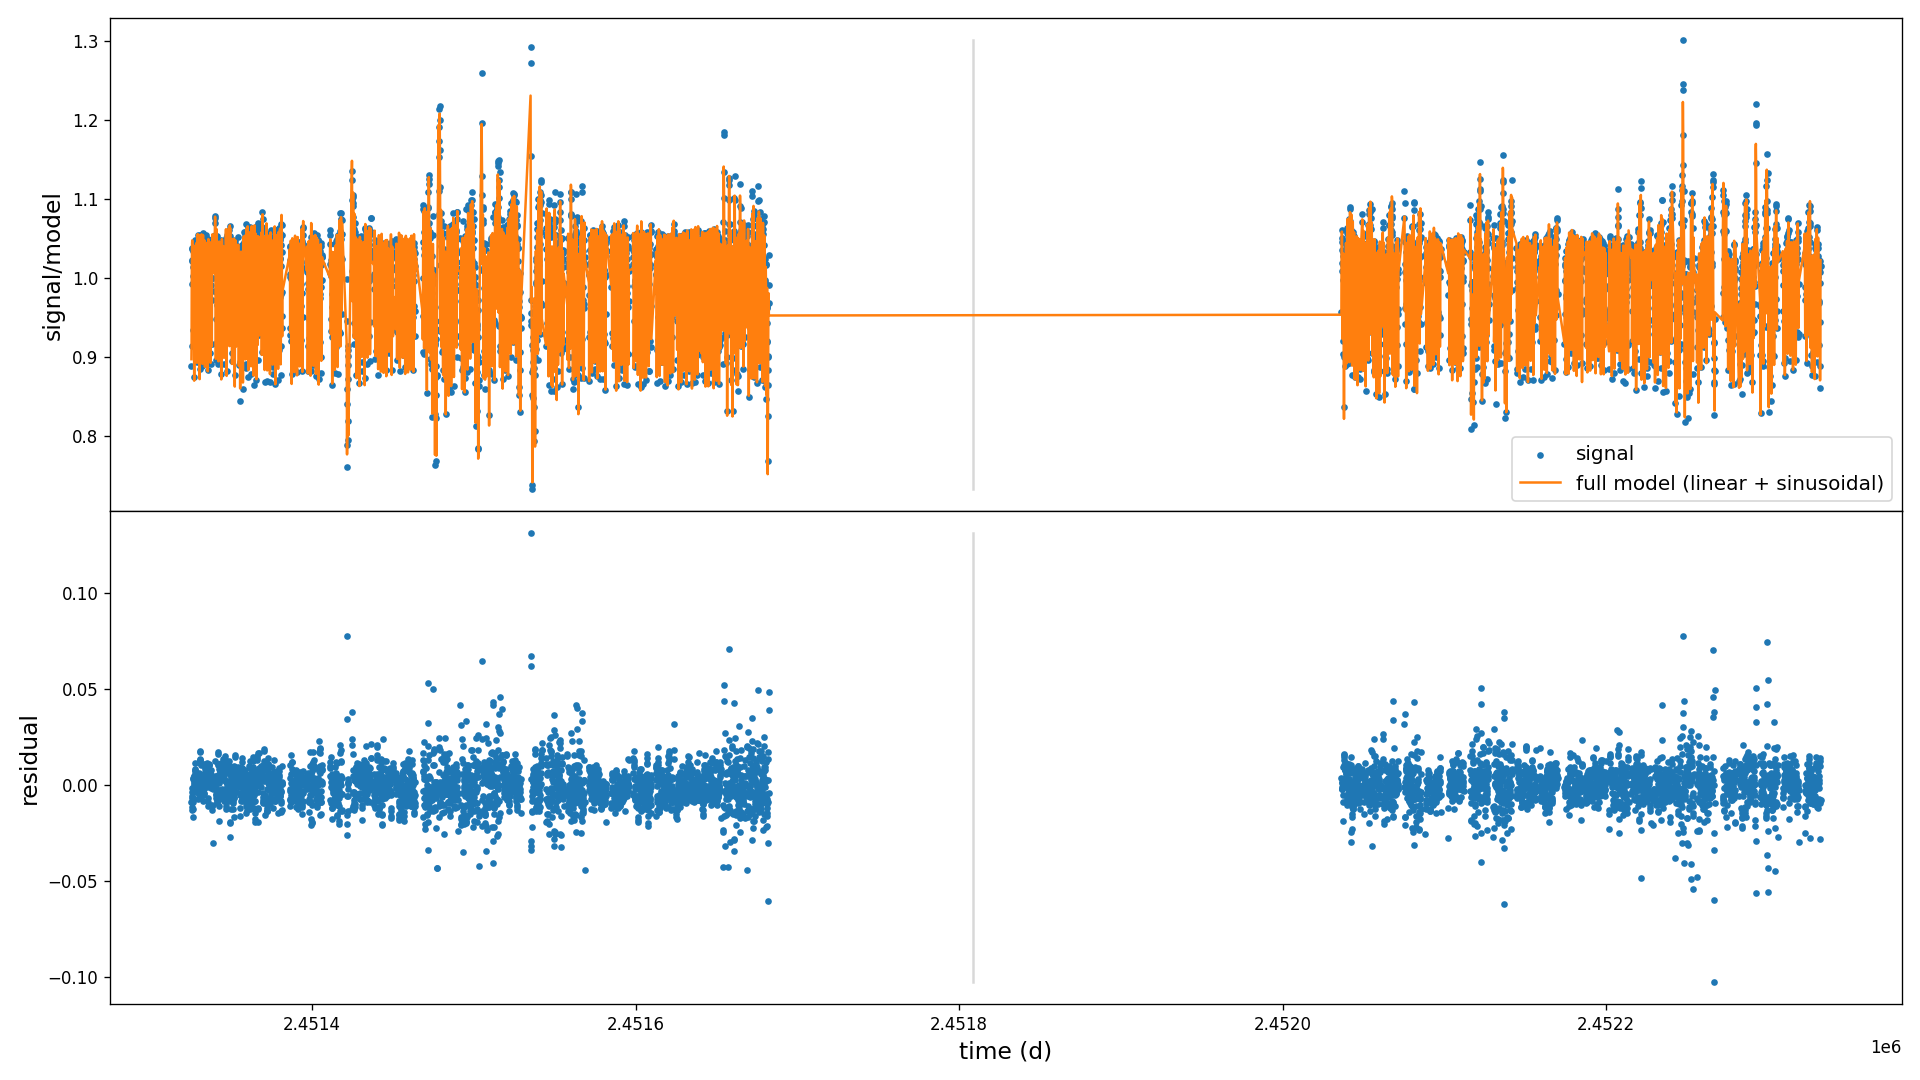 1.3
1.2
1.1
1.0
0.9
0.8
signal/model
signal
full model (linear + sinusoidal)
0.10
0.05
0.00
−0.05
−0.10
residual
2.4514
2.4516
2.4518
2.4520
2.4522
1e6
time (d)